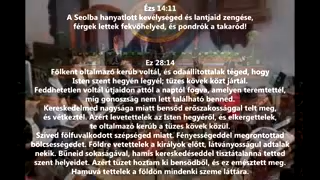 Ézs 14:11
A Seolba hanyatlott kevélységed és lantjaid zengése,
férgek lettek fekvőhelyed, és pondrók a takaród!
Ez 28:14
Főlként oltalmazó kerúb voltál, és odaállítottalak téged, hogy
Isten szent hegyén legyél; tüzes kövek közt jártál.
Feddhetetlen voltál útjaidon attól a naptól fogva, amelyen teremtettél,
míg gonoszság nem lett található benned.
Kereskedelmed nagysága miatt bensőd erőszakossággal telt meg,
és vétkeztél. Azért levetettelek az Isten hegyéről, és elkergettelek,
te oltalmazó kerúb a tüzes kövek közül.
Szíved fölfuvalkodott szépséged miatt. Fényességeddel megrontottad
bölcsességedet. Földre vetettelek a királyok előtt, látványosságul adtalak
nekik. Bűneid sokaságával, hamis kereskedéseddel tisztátalanná tetted
szent helyeidet. Azért tüzet hoztam ki bensődből, és ez emésztett meg.
Hamuvá tettelek a földön mindenki szeme láttára.